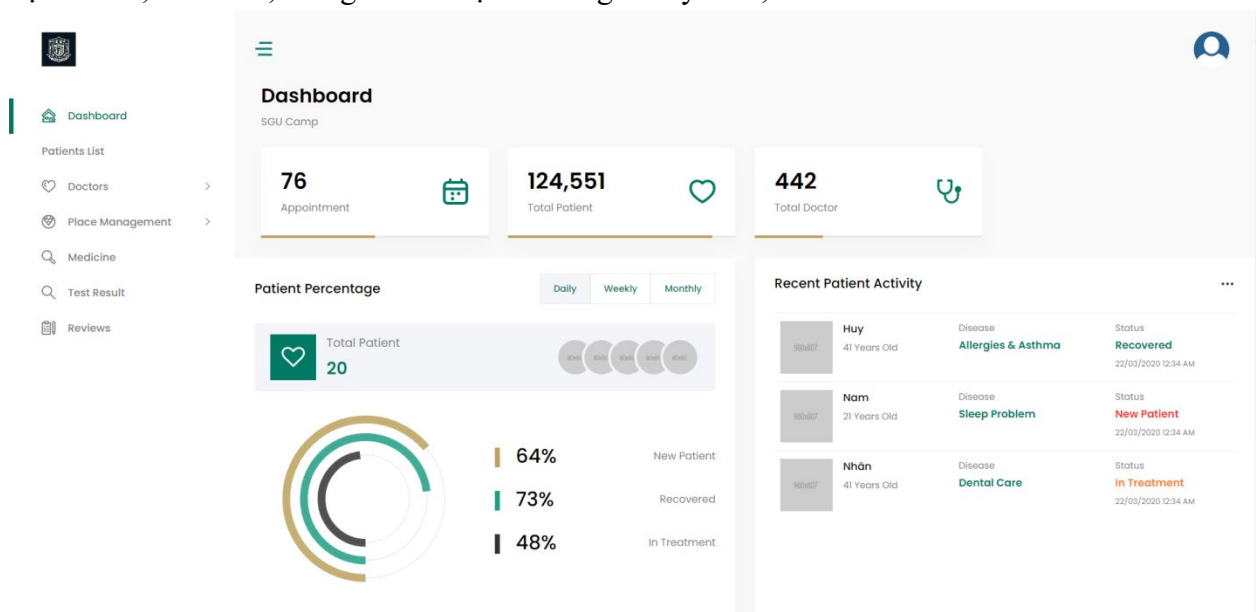 Dashboard
Patients List
Doctors
Place Management
Medicine
Test Result
Reviews
Dashboard
SGU Camp
76
Appointment
124,551
Total Patient
442
Total Doctor
Patient Percentage
Daily Weekly Monthly
Total Patient
20
64% New Patient
73% Recovered
48% In Treatment
Recent Patient Activity
Huy Disease Status
41 Years Old Allergies & Asthma Recovered
22/03/2020 12:34 AM
Nam Disease Status
21 Years Old Sleep Problem New Patient
22/03/2020 12:34 AM
Nhân Disease Status
41 Years Old Dental Care In Treatment
22/03/2020 12:34 AM